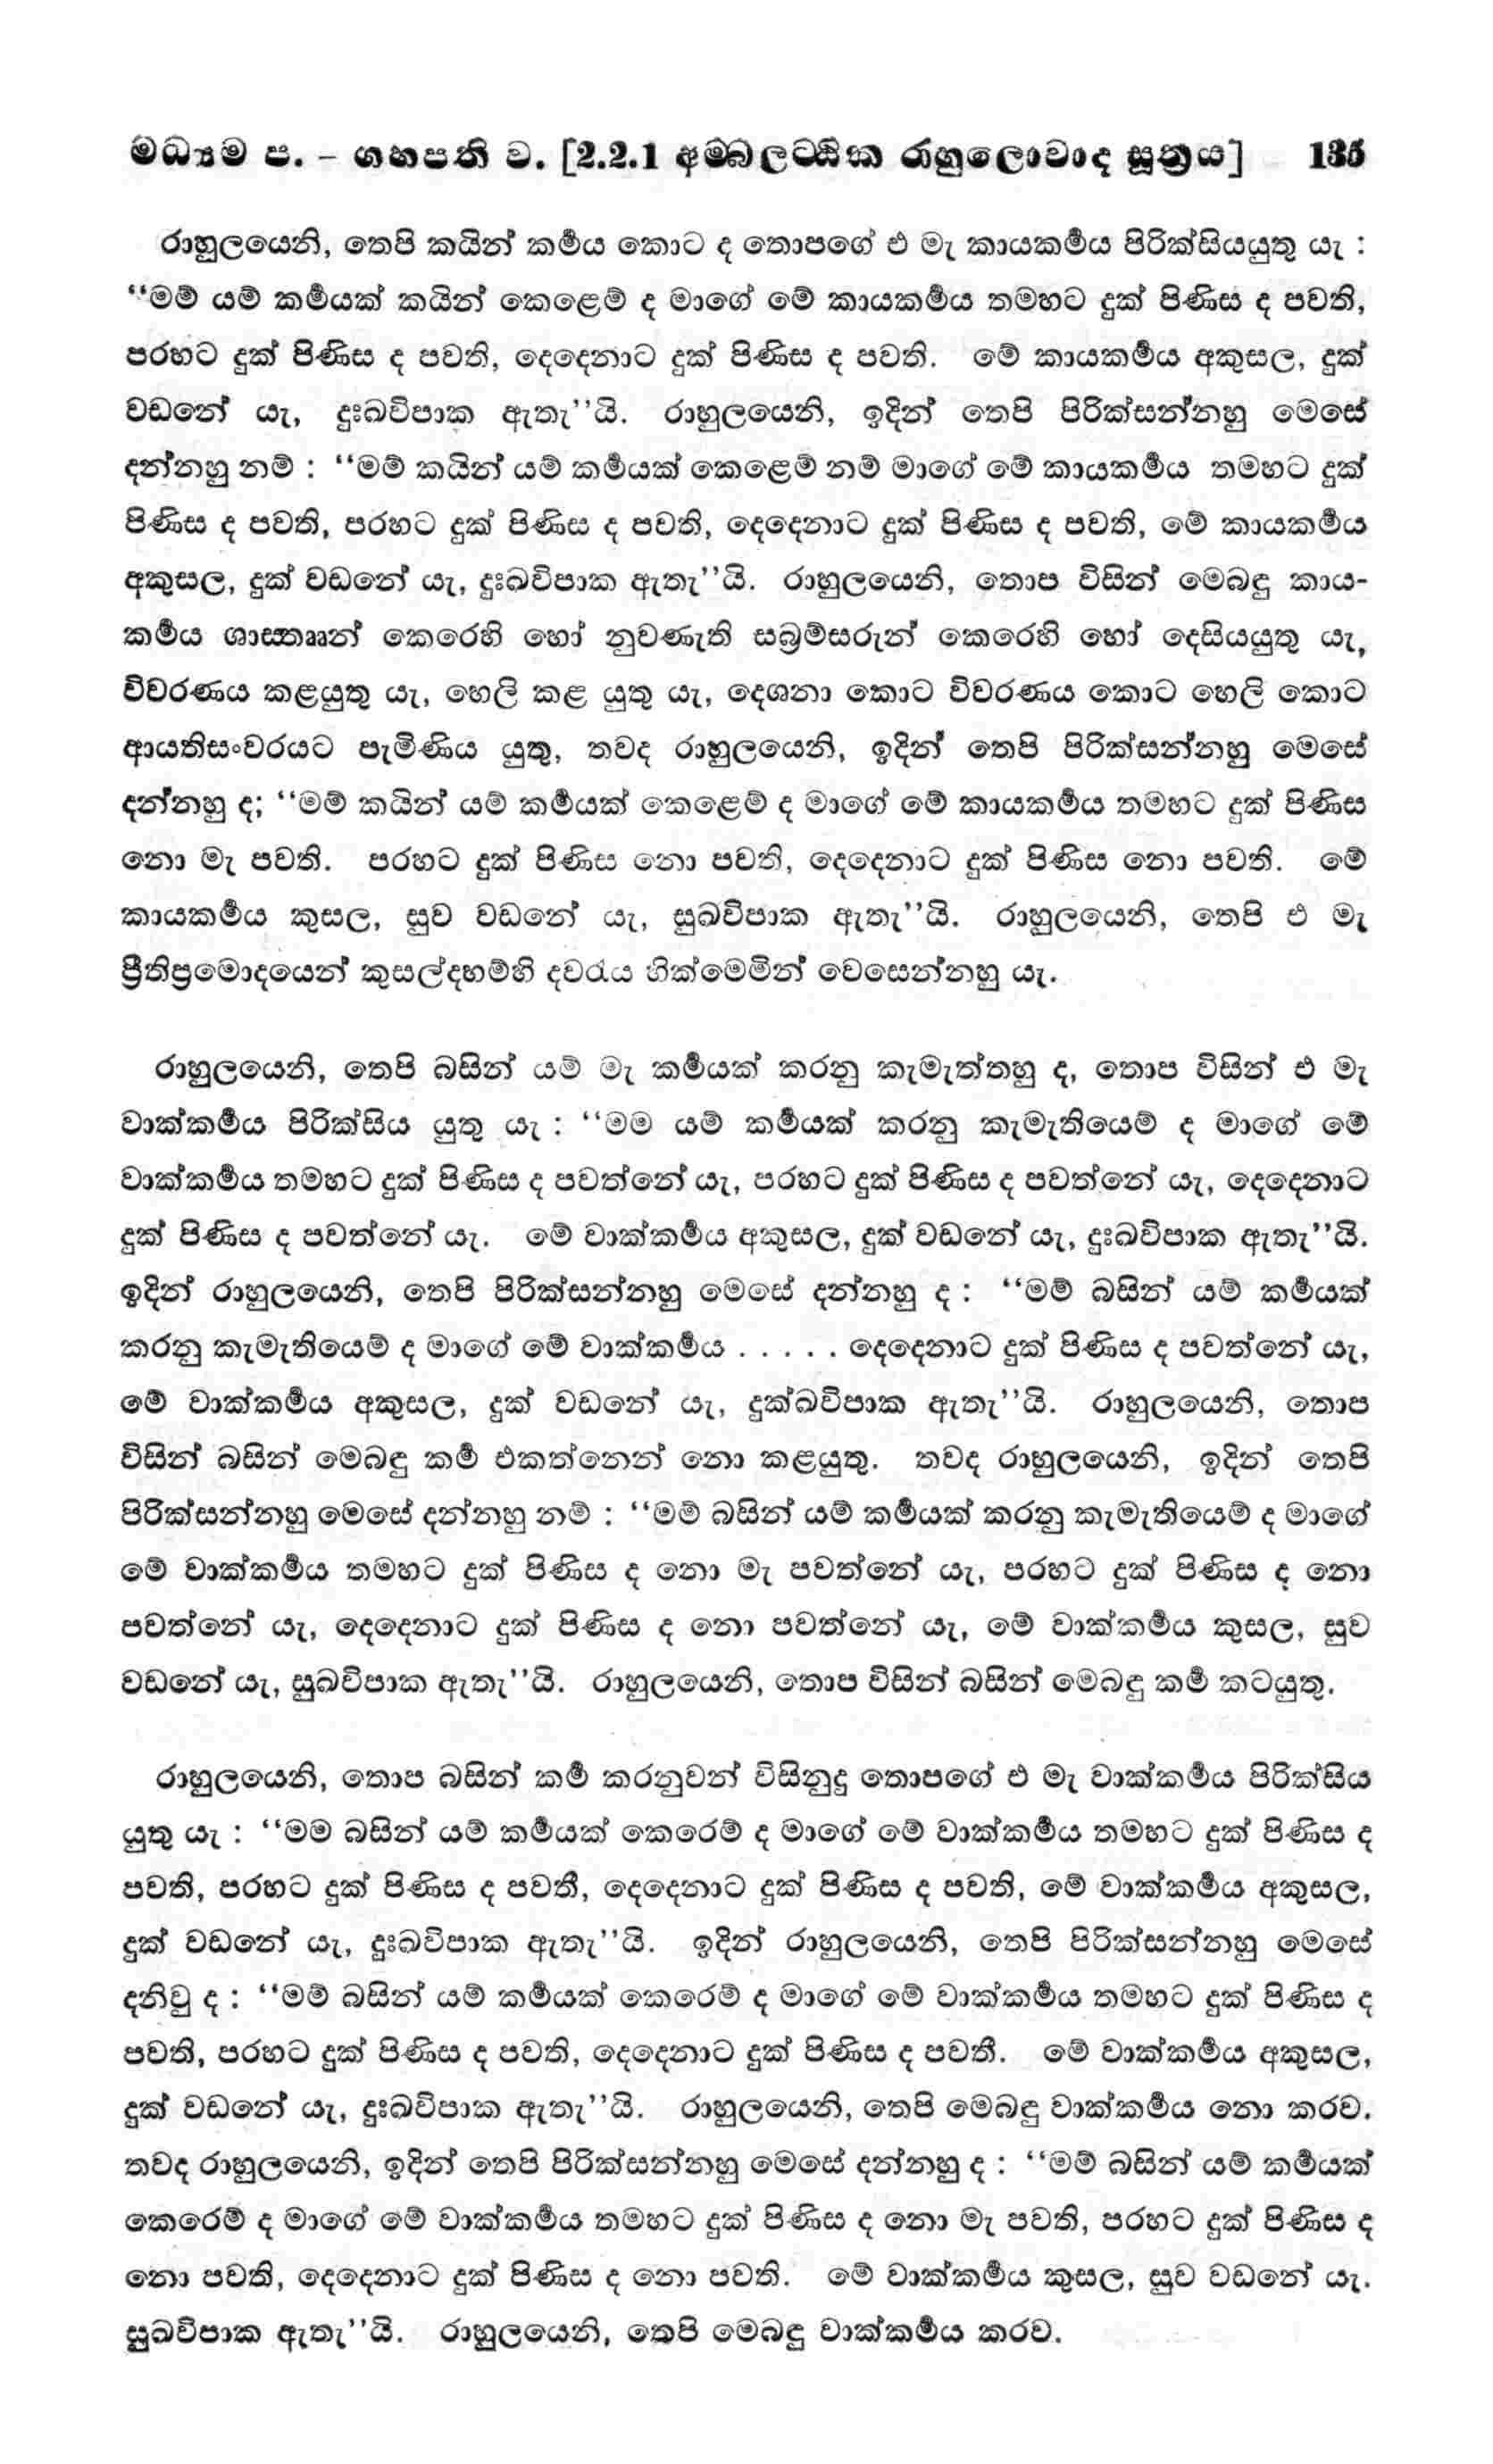 මධ්‍යම ප. – ගහපති ව. [2.2.1 අම්බලට්ඨික රාහුලොවාද සූත්‍රය] 135
රාහුලයෙනි, තෙපි කයින් කර්‍මය කොට ද තොපගේ එ මැ කායකර්‍මය පිරික්සියයුතු යැ :
“මම් යම් කර්‍මයක් කයින් කෙළෙම් ද මාගේ මේ කායකර්‍මය තමහට දුක් පිණිස ද පවති,
පරහට දුක් පිණිස ද පවති, දෙදෙනාට දුක් පිණිස ද පවති. මේ කායකර්‍මය අකුසල, දුක්
වඩනේ යැ, දුඃඛවිපාක ඇතැ”යි. රාහුලයෙනි, ඉදින් තෙපි පිරික්සන්නහු මෙසේ
දන්නහු නම් : “මම් කයින් යම් කර්‍මයක් කෙළෙම් නම් මාගේ මේ කායකර්‍මය තමහට දුක්
පිණිස ද පවති, පරහට දුක් පිණිස ද පවති, දෙදෙනාට දුක් පිණිස ද පවති, මේ කායකර්‍මය
අකුසල, දුක් වඩනේ යැ, දුඃඛවිපාක ඇතැ”යි. රාහුලයෙනි, තොප විසින් මෙබඳු කාය-
කර්‍මය ශාස්තෲන් කෙරෙහි හෝ නුවණැති සබ්‍රම්සරුන් කෙරෙහි හෝ දෙසියයුතු යැ,
විවරණය කළයුතු යැ, හෙලි කළ යුතු යැ, දෙශනා කොට විවරණය කොට හෙලි කොට
ආයතිසංවරයට පැමිණිය යුතු, තවද රාහුලයෙනි, ඉදින් තෙපි පිරික්සන්නහු මෙසේ
දන්නහු ද; “මම් කයින් යම් කර්‍මයක් කෙළෙම් ද මාගේ මේ කායකර්‍මය තමහට දුක් පිණිස
නො මැ පවති. පරහට දුක් පිණිස නො පවති, දෙදෙනාට දුක් පිණිස නො පවති. මේ
කායකර්‍මය කුසල, සුව වඩනේ යැ, සුඛවිපාක ඇතැ”යි. රාහුලයෙනි, තෙපි එ මැ
ප්‍රීතිප්‍රමොදයෙන් කුසල්දහම්හි දවරැය හික්මෙමින් වෙසෙන්නහු යැ.
රාහුලයෙනි, තෙපි බසින් යම් මැ කර්‍මයක් කරනු කැමැත්තහු ද, තොප විසින් එ මැ
වාක්කර්‍මය පිරික්සිය යුතු යැ : “මම යම් කර්‍මයක් කරනු කැමැතියෙම් ද මාගේ මේ
වාක්කර්‍මය තමහට දුක් පිණිස ද පවත්නේ යැ, පරහට දුක් පිණිස ද පවත්නේ යැ, දෙදෙනාට
දුක් පිණිස ද පවත්නේ යැ. මේ වාක්කර්‍මය අකුසල, දුක් වඩනේ යැ, දුඃඛවිපාක ඇතැ”යි.
ඉදින් රාහුලයෙනි, තෙපි පිරික්සන්නහු මෙසේ දන්නහු ද : “මම් බසින් යම් කර්‍මයක්
කරනු කැමැතියෙම් ද මාගේ මේ වාක්කර්‍මය . . . . . දෙදෙනාට දුක් පිණිස ද පවත්නේ යැ,
මේ වාක්කර්‍මය අකුසල, දුක් වඩනේ යැ, දුක්ඛවිපාක ඇතැ”යි. රාහුලයෙනි, තොප
විසින් බසින් මෙබඳු කර්‍ම එකත්නෙන් නො කළයුතු. තවද රාහුලයෙනි, ඉදින් තෙපි
පිරික්සන්නහු මෙසේ දන්නහු නම් : “මම් බසින් යම් කර්‍මයක් කරනු කැමැතියෙම් ද මාගේ
මේ වාක්කර්‍මය තමහට දුක් පිණිස ද නො මැ පවත්නේ යැ, පරහට දුක් පිණිස ද නො
පවත්නේ යැ, දෙදෙනාට දුක් පිණිස ද නො පවත්නේ යැ, මේ වාක්කර්‍මය කුසල, සුව
වඩනේ යැ, සුඛවිපාක ඇතැ”යි. රාහුලයෙනි, තොප විසින් බසින් මෙබඳු කර්‍ම කටයුතු.
රාහුලයෙනි, තොප බසින් කර්‍ම කරනුවන් විසිනුදු තොපගේ එ මැ වාක්කර්‍මය පිරික්සිය
යුතු යැ : “මම බසින් යම් කර්‍මයක් කෙරෙම් ද මාගේ මේ වාක්කර්‍මය තමහට දුක් පිණිස ද
පවති, පරහට දුක් පිණිස ද පවතී, දෙදෙනාට දුක් පිණිස ද පවති, මේ වාක්කර්‍මය අකුසල,
දුක් වඩනේ යැ, දුඃඛවිපාක ඇතැ”යි. ඉදින් රාහුලයෙනි, තෙපි පිරික්සන්නහු මෙසේ
දනිවු ද : “මම් බසින් යම් කර්‍මයක් කෙරෙම් ද මාගේ මේ වාක්කර්‍මය තමහට දුක් පිණිස ද
පවති, පරහට දුක් පිණිස ද පවති, දෙදෙනාට දුක් පිණිස ද පවතී. මේ වාක්කර්‍මය අකුසල,
දුක් වඩනේ යැ, දුඃඛවිපාක ඇතැ”යි. රාහුලයෙනි, තෙපි මෙබඳු වාක්කර්‍මය නො කරව.
තවද රාහුලයෙනි, ඉදින් තෙපි පිරික්සන්නහු මෙසේ දන්නහු ද : “මම් බසින් යම් කර්‍මයක්
කෙරෙම් ද මාගේ මේ වාක්කර්‍මය තමහට දුක් පිණිස ද නො මැ පවති, පරහට දුක් පිණිස ද
නො පවති, දෙදෙනාට දුක් පිණිස ද නො පවති. මේ වාක්කර්‍මය කුසල, සුව වඩනේ යැ.
සුඛවිපාක ඇතැ”යි. රාහුලයෙනි, තෙපි මෙබඳු වාක්කර්‍මය කරව.